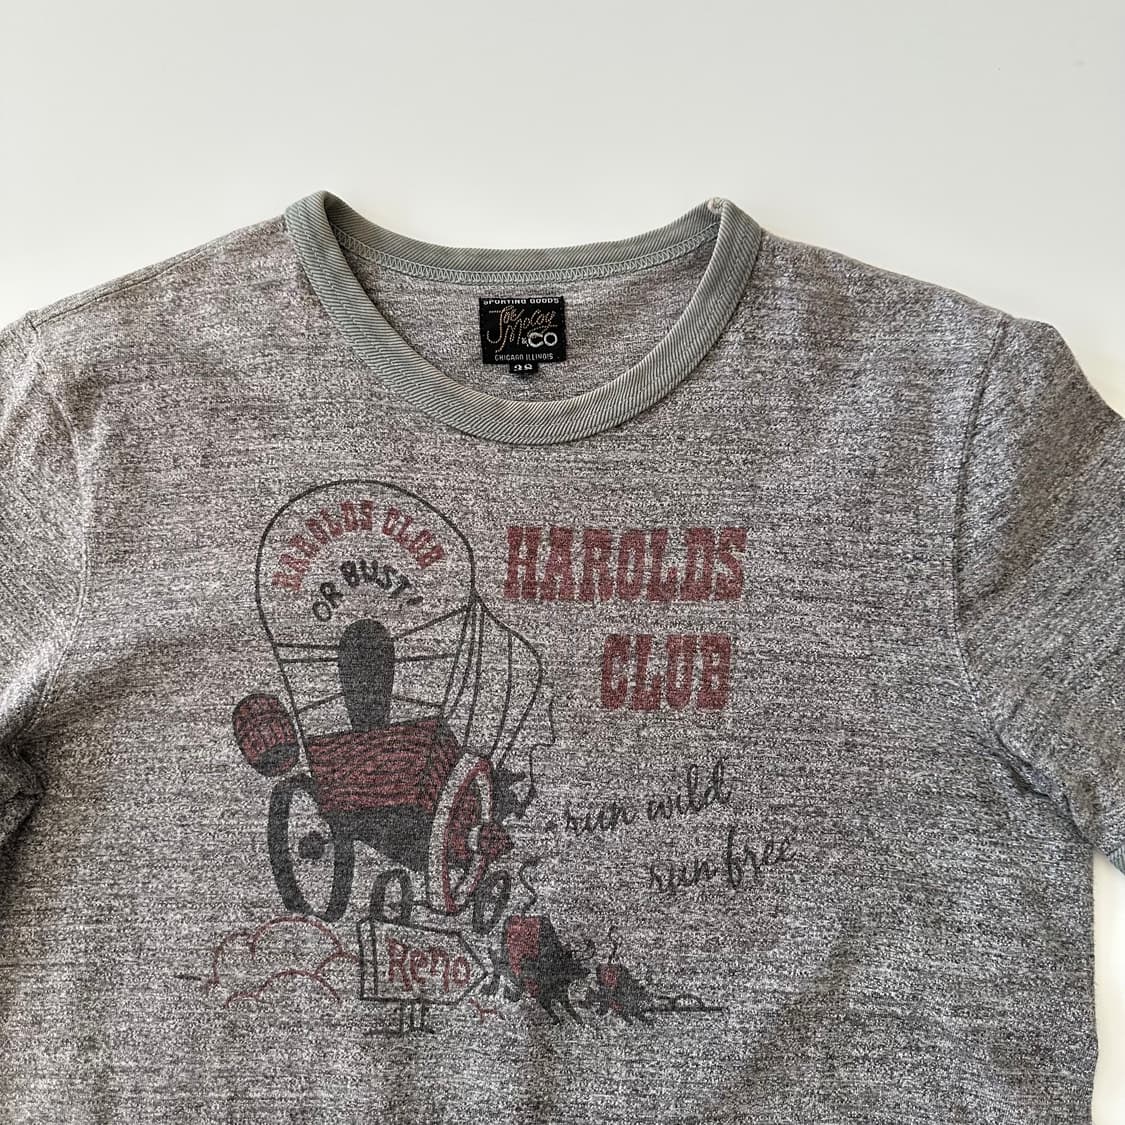 SPORTING GOODS
Joe McCoy
& CO
CHICAGO ILLINOIS
38
HAROLDS CLUB
OR BUST!!
HAROLDS
CLUB
run wild
run free
Reno